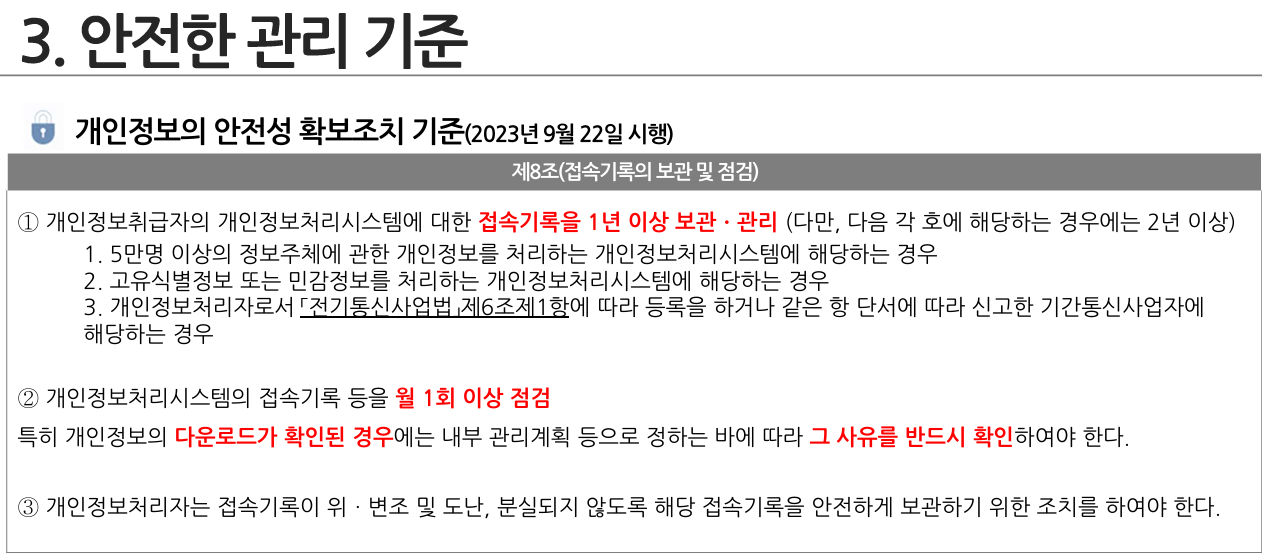 3. 안전한 관리 기준
개인정보의 안전성 확보조치 기준(2023년 9월 22일 시행)
제8조(접속기록의 보관 및 점검)
① 개인정보취급자의 개인정보처리시스템에 대한 접속기록을 1년 이상 보관 · 관리 (다만, 다음 각 호에 해당하는 경우에는 2년 이상)
1. 5만명 이상의 정보주체에 관한 개인정보를 처리하는 개인정보처리시스템에 해당하는 경우
2. 고유식별정보 또는 민감정보를 처리하는 개인정보처리시스템에 해당하는 경우
3. 개인정보처리자로서 「전기통신사업법」제6조제1항에 따라 등록을 하거나 같은 항 단서에 따라 신고한 기간통신사업자에
해당하는 경우
② 개인정보처리시스템의 접속기록 등을 월 1회 이상 점검
특히 개인정보의 다운로드가 확인된 경우에는 내부 관리계획 등으로 정하는 바에 따라 그 사유를 반드시 확인하여야 한다.
③ 개인정보처리자는 접속기록이 위 · 변조 및 도난, 분실되지 않도록 해당 접속기록을 안전하게 보관하기 위한 조치를 하여야 한다.